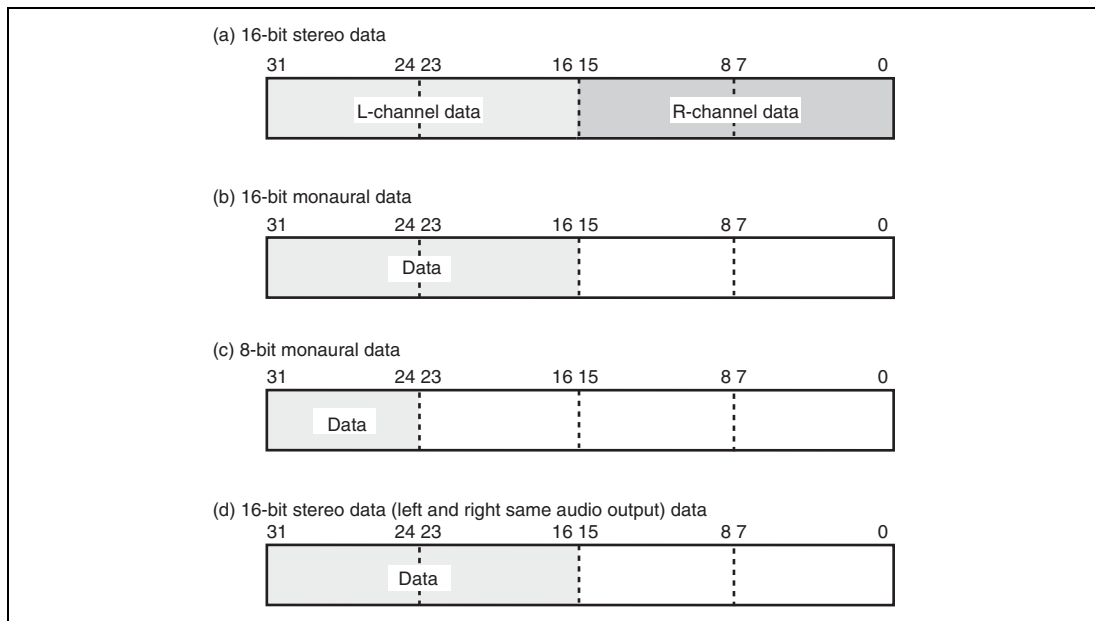 (a) 16-bit stereo data
31 24 23 16 15 8 7 0
L-channel data R-channel data
(b) 16-bit monaural data
31 24 23 16 15 8 7 0
Data
(c) 8-bit monaural data
31 24 23 16 15 8 7 0
Data
(d) 16-bit stereo data (left and right same audio output) data
31 24 23 16 15 8 7 0
Data